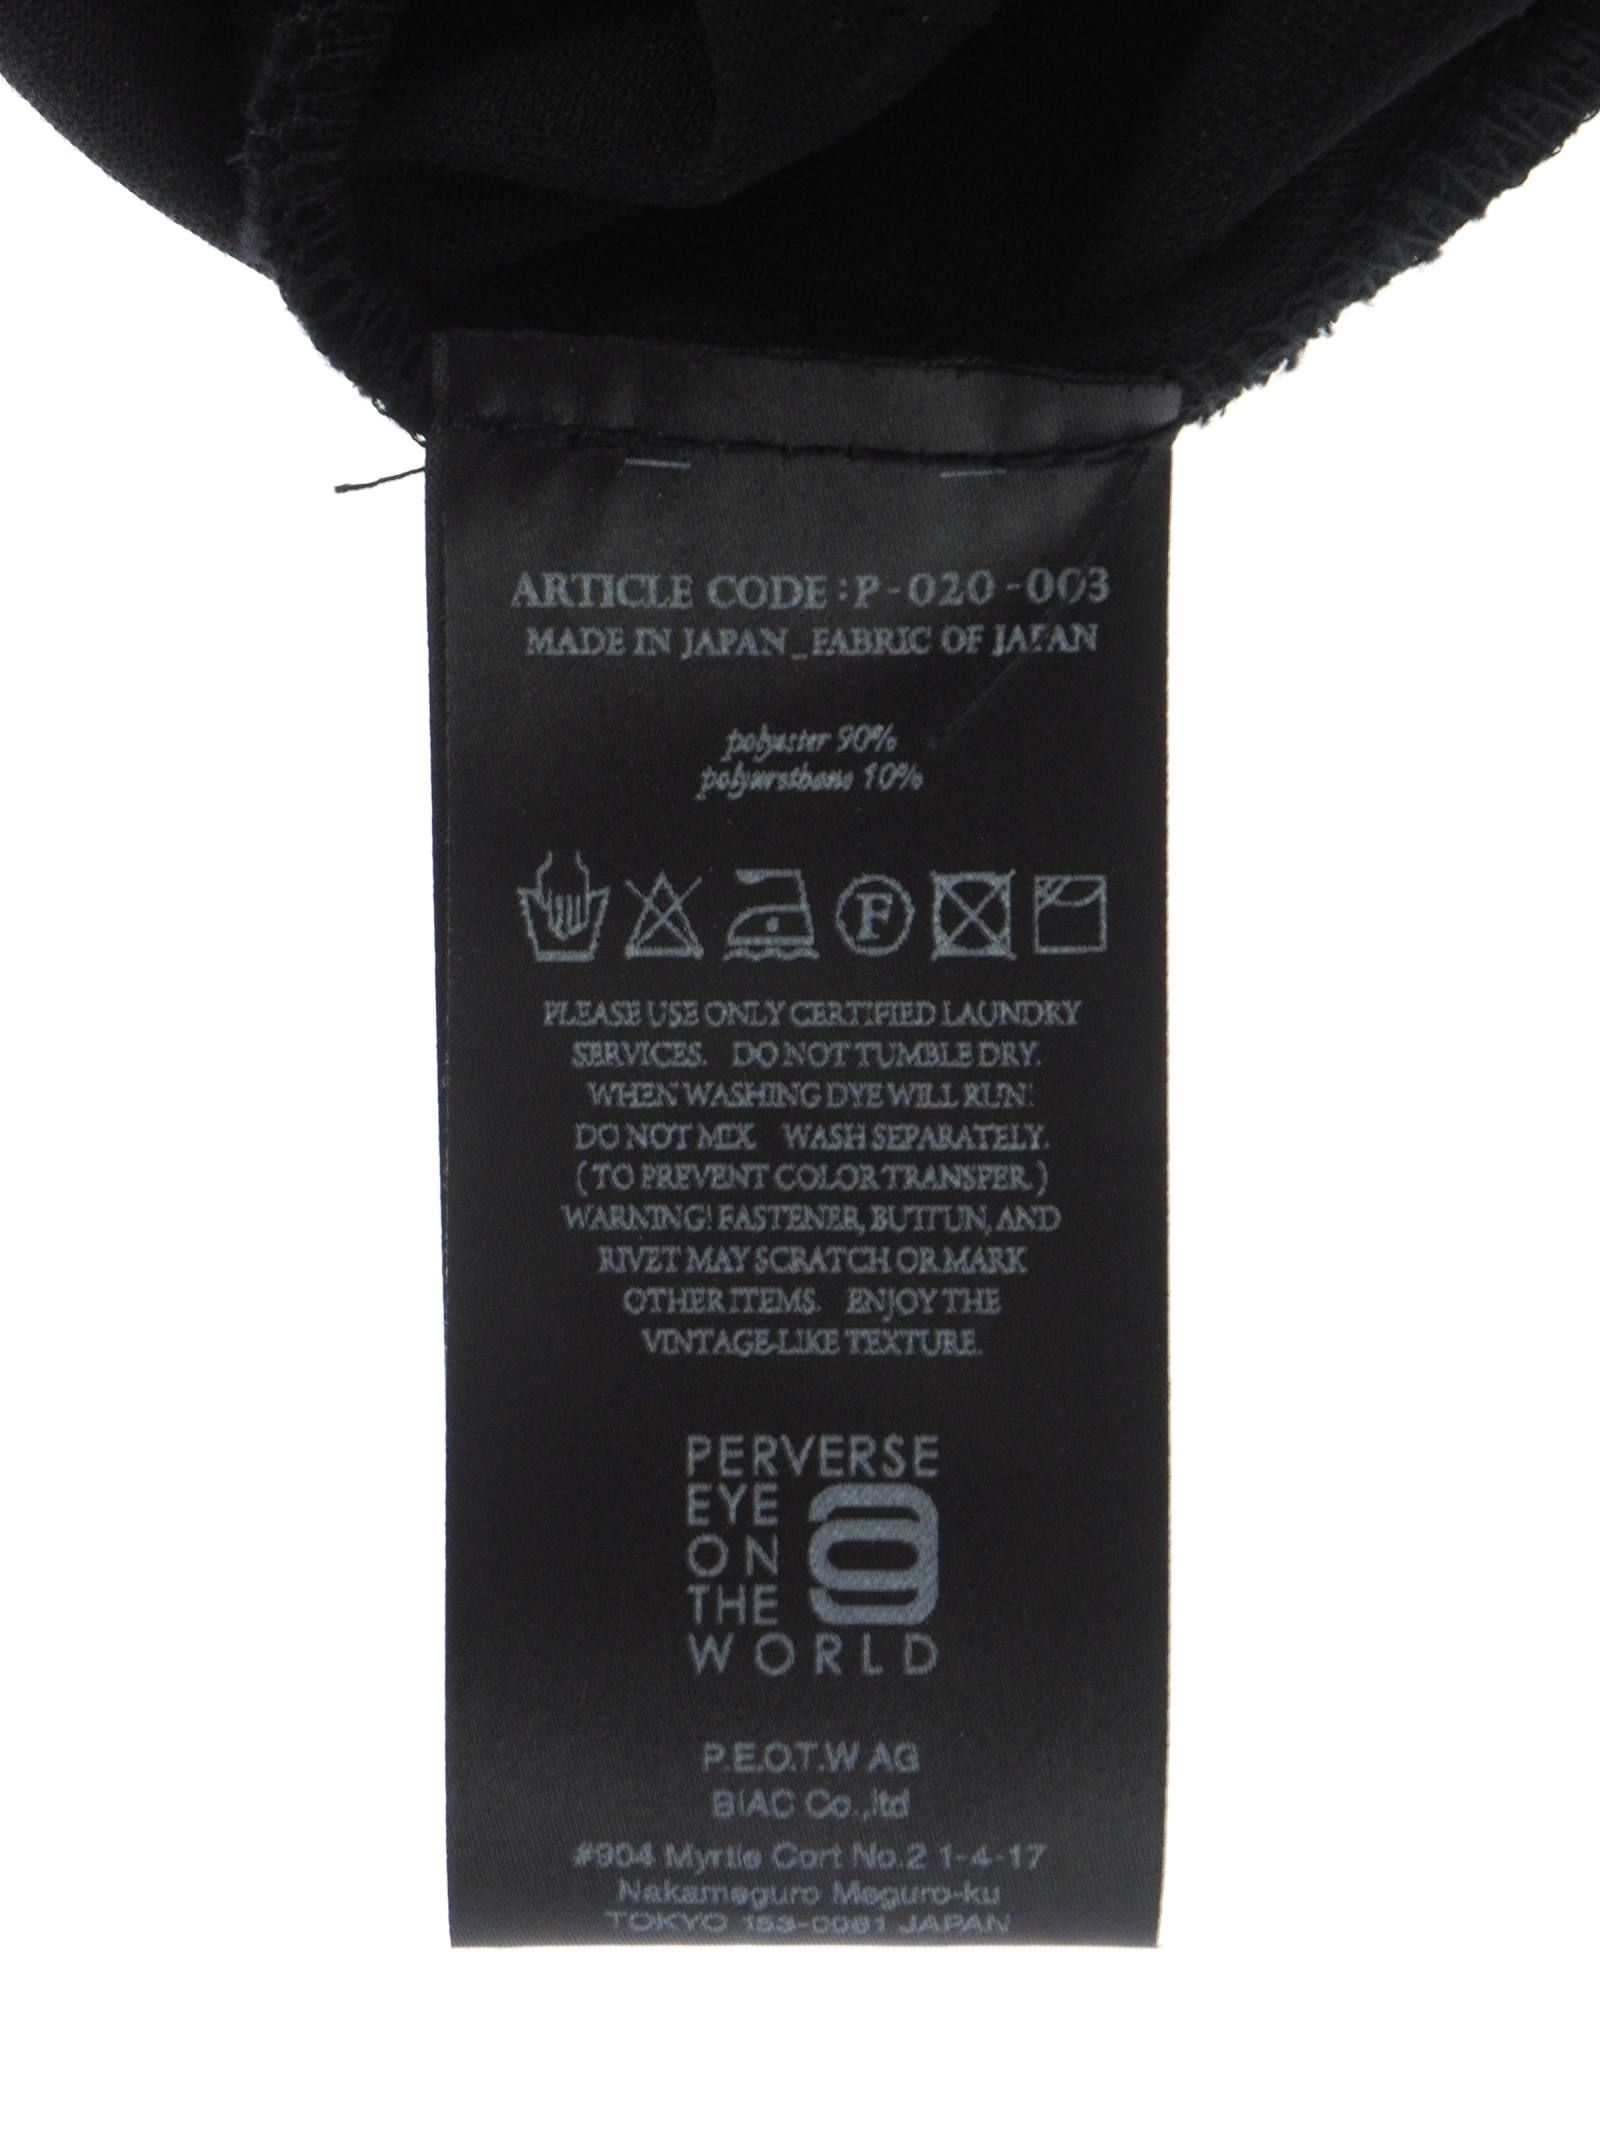 ARTICLE CODE:P-020-003
MADE IN JAPAN_FABRIC OF JAPAN
polyester 90%
polyurethane 10%
F
PLEASE USE ONLY CERTIFIED LAUNDRY
SERVICES. DO NOT TUMBLE DRY.
WHEN WASHING DYE WILL RUN!
DO NOT MIX WASH SEPARATELY.
(TO PREVENT COLOR TRANSFER)
WARNING! FASTENER, BUTTUN, AND
RIVET MAY SCRATCH OR MARK
OTHER ITEMS. ENJOY THE
VINTAGE-LIKE TEXTURE.
PERVERSE
EYE
ON
THE
WORLD
P.E.O.T.W AG
BIAC Co.,ltd
#904 Myrtle Cort No.2 1-4-17
Nakameguro Meguro-ku
TOKYO 153-0061 JAPAN